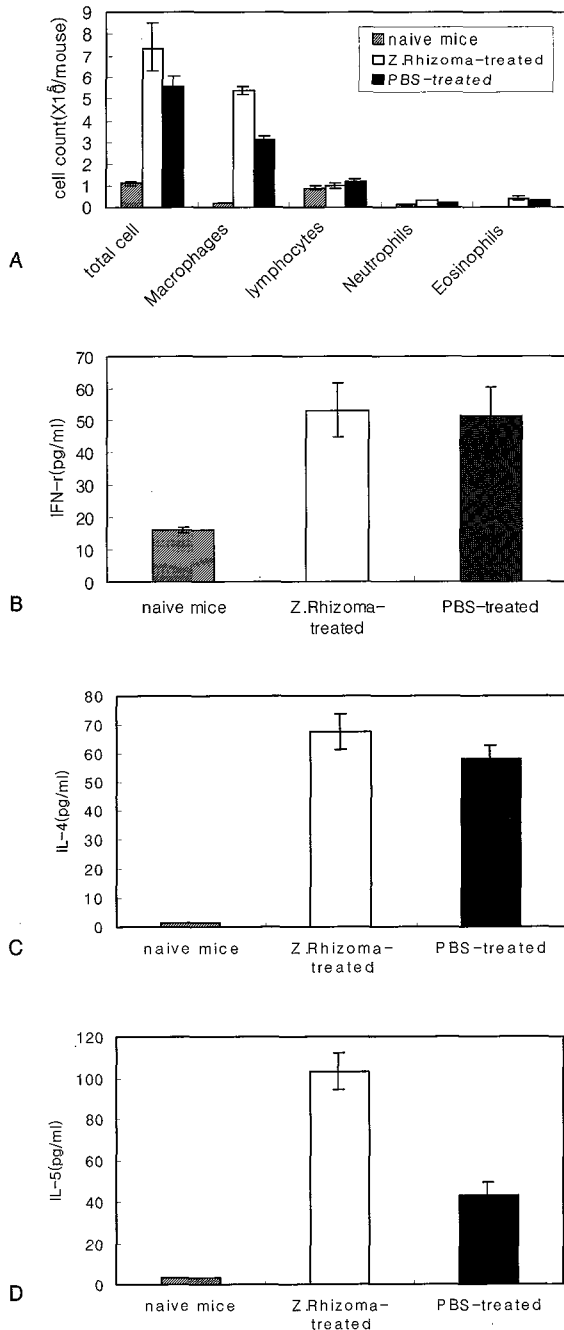 9
8
7
6
5
4
3
2
1
0
cell count(X10⁶/mouse)
naive mice
Z.Rhizoma-treated
PBS-treated
total cell
Macrophages
lymphocytes
Neutrophils
Eosinophils
A
70
60
50
40
30
20
10
0
IFN-r(pg/ml)
naive mice
Z.Rhizoma-
treated
PBS-treated
B
80
70
60
50
40
30
20
10
0
IL-4(pg/ml)
naive mice
Z.Rhizoma-
treated
PBS-treated
C
120
100
80
60
40
20
0
IL-5(pg/ml)
naive mice
Z.Rhizoma-
treated
PBS-treated
D